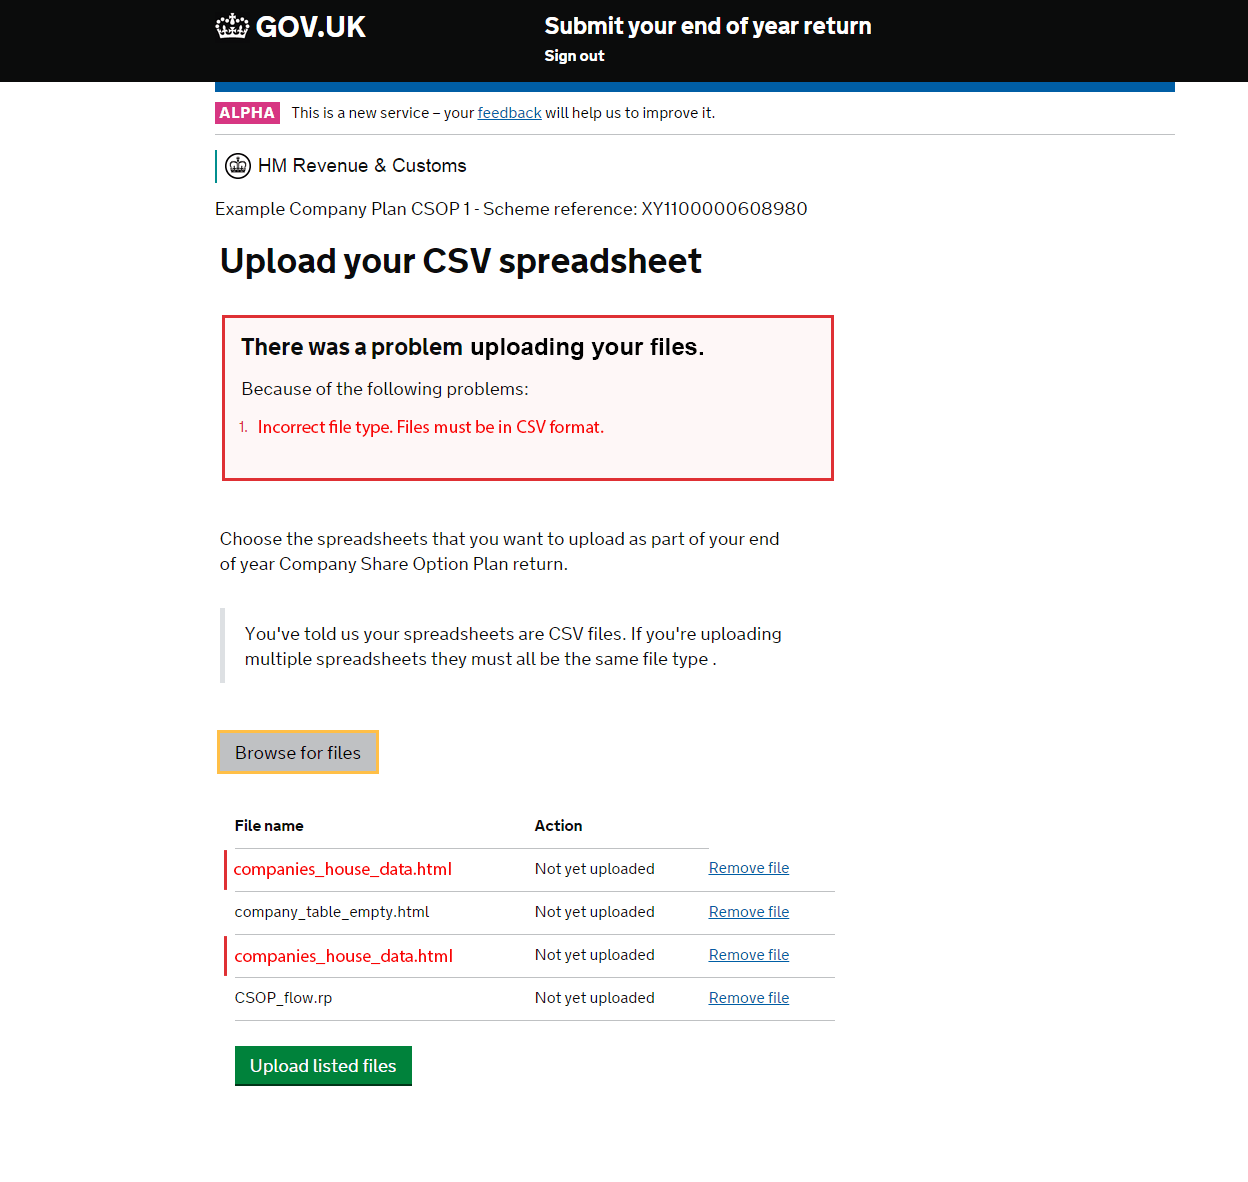 GOV.UK
Submit your end of year return
Sign out
ALPHA This is a new service – your feedback will help us to improve it.
HM Revenue & Customs
Example Company Plan CSOP 1 - Scheme reference: XY1100000608980
Upload your CSV spreadsheet
There was a problem uploading your files.
Because of the following problems:
1. Incorrect file type. Files must be in CSV format.
Choose the spreadsheets that you want to upload as part of your end
of year Company Share Option Plan return.
You've told us your spreadsheets are CSV files. If you're uploading
multiple spreadsheets they must all be the same file type .
Browse for files
File name Action
companies_house_data.html Not yet uploaded Remove file
company_table_empty.html Not yet uploaded Remove file
companies_house_data.html Not yet uploaded Remove file
CSOP_flow.rp Not yet uploaded Remove file
Upload listed files